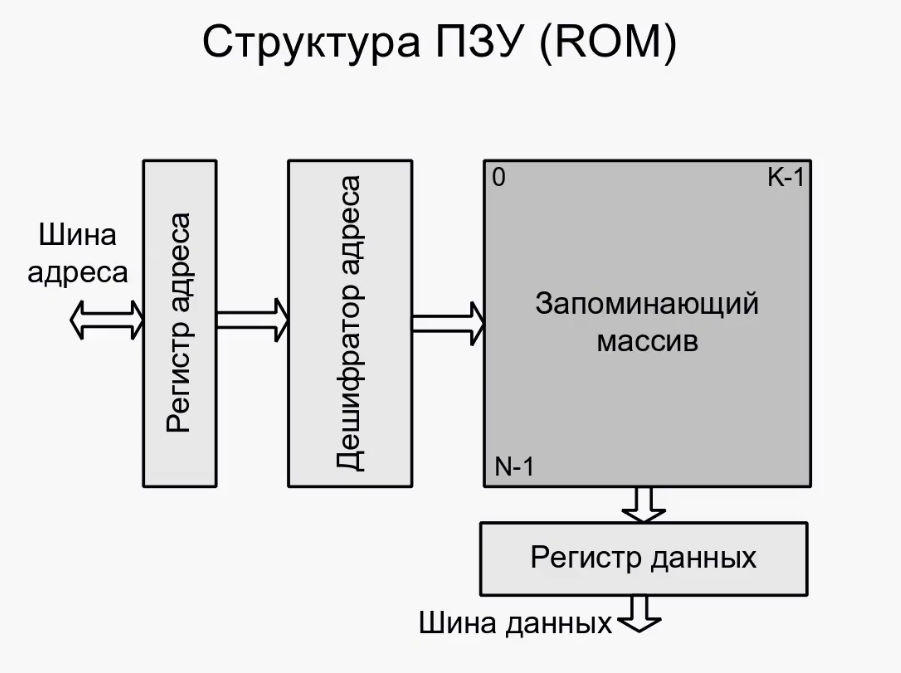 Структура ПЗУ (ROM)
Шина
адреса
Регистр адреса
Дешифратор адреса
0
K-1
Запоминающий
массив
N-1
Регистр данных
Шина данных